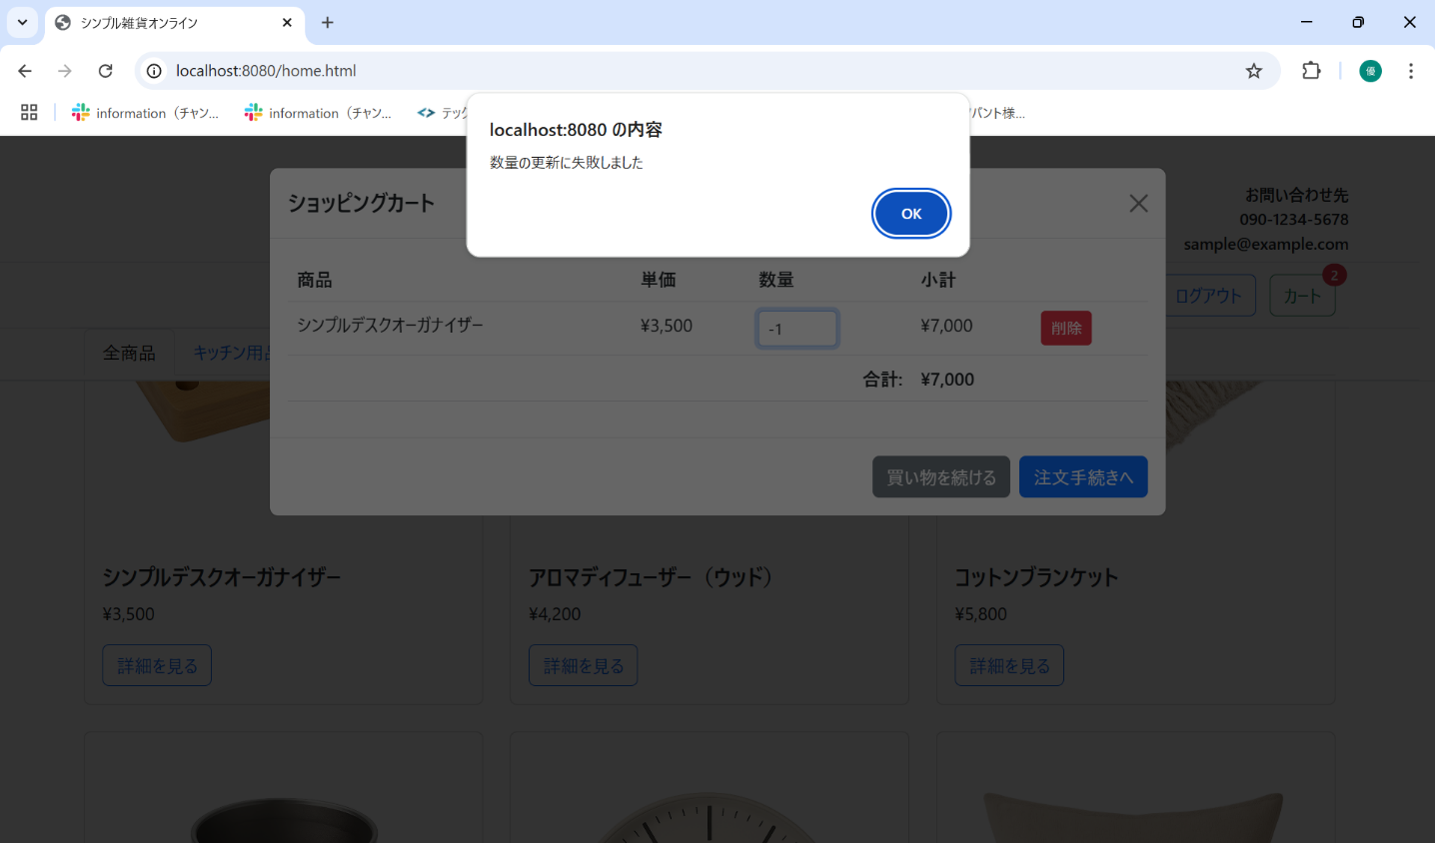 シンプル雑貨オンライン
localhost:8080/home.html
優
information（チャン...
information（チャン...
バント様...
localhost:8080 の内容
数量の更新に失敗しました
OK
ショッピングカート
お問い合わせ先
090-1234-5678
sample@example.com
商品 単価 数量 小計
ログアウト
カート
2
シンプルデスクオーガナイザー ¥3,500 -1 ¥7,000 削除
全商品
キッチン用品
合計: ¥7,000
買い物を続ける
注文手続きへ
シンプルデスクオーガナイザー
¥3,500
詳細を見る
アロマディフューザー（ウッド）
¥4,200
詳細を見る
コットンブランケット
¥5,800
詳細を見る